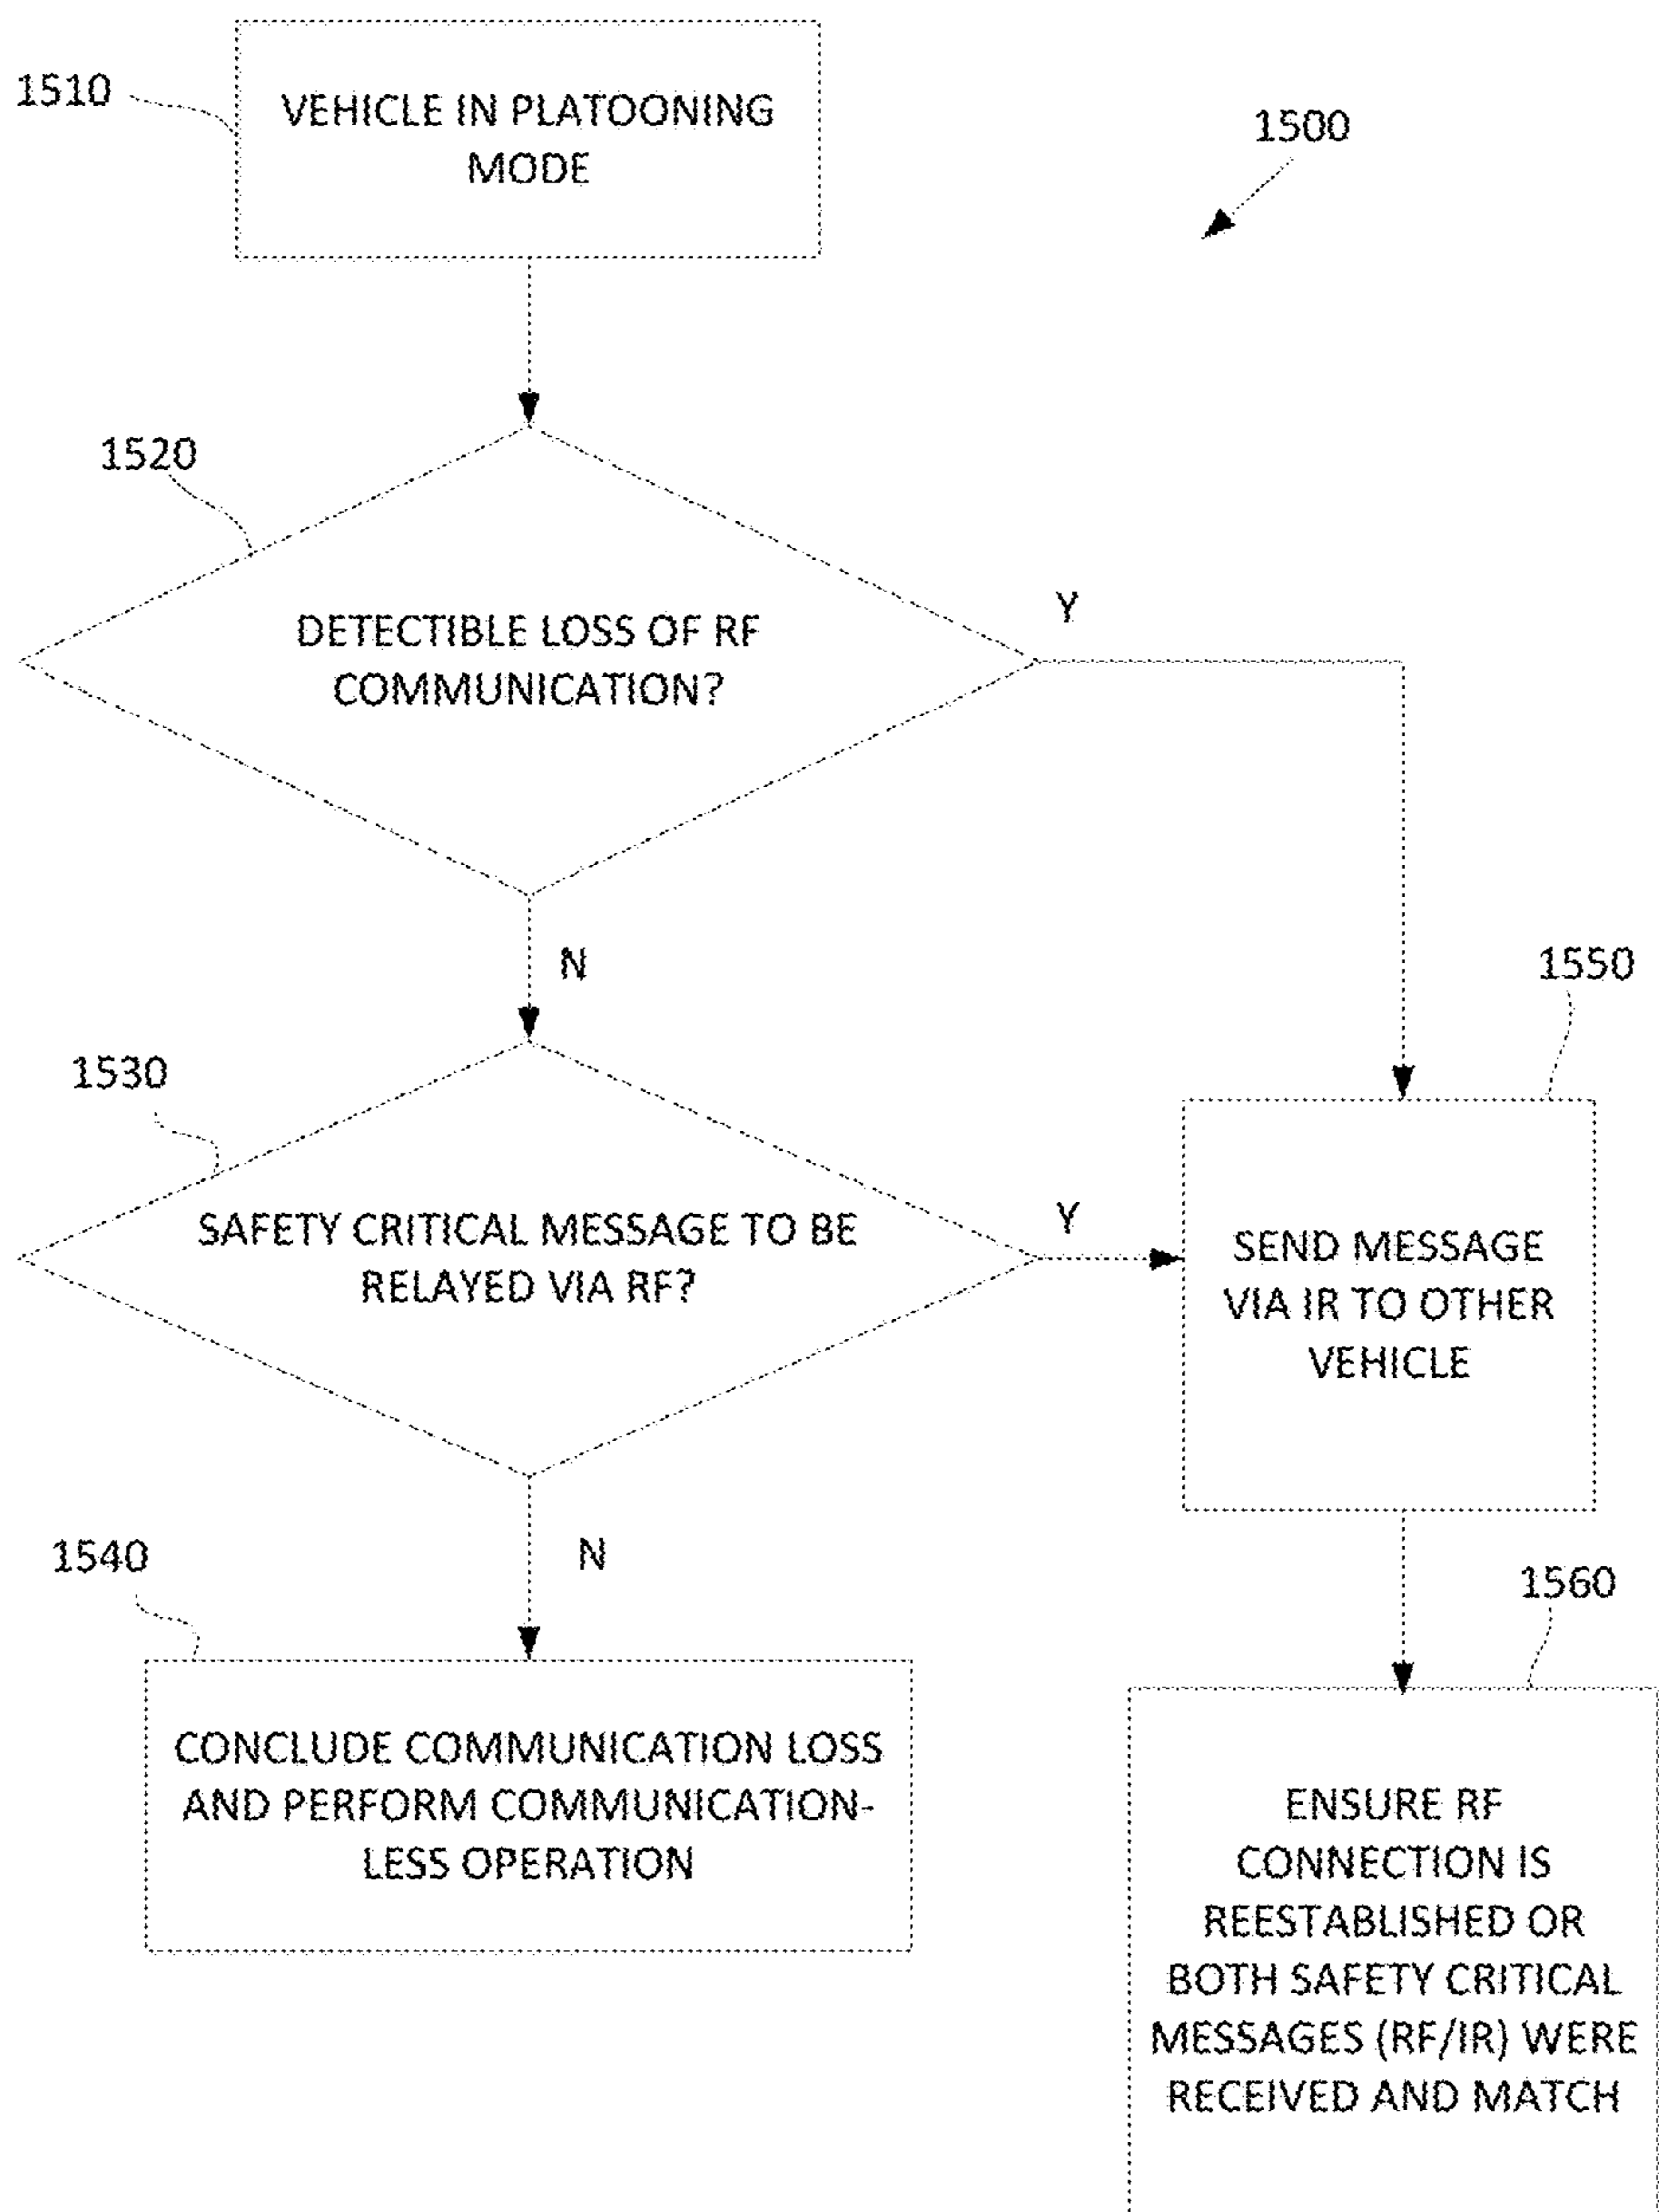 1510
VEHICLE IN PLATOONING
MODE
1500
1520
DETECTIBLE LOSS OF RF
COMMUNICATION?
Y
N
1550
1530
SAFETY CRITICAL MESSAGE TO BE
RELAYED VIA RF?
Y
SEND MESSAGE
VIA IR TO OTHER
VEHICLE
N
1540
1560
CONCLUDE COMMUNICATION LOSS
AND PERFORM COMMUNICATION-
LESS OPERATION
ENSURE RF
CONNECTION IS
REESTABLISHED OR
BOTH SAFETY CRITICAL
MESSAGES (RF/IR) WERE
RECEIVED AND MATCH